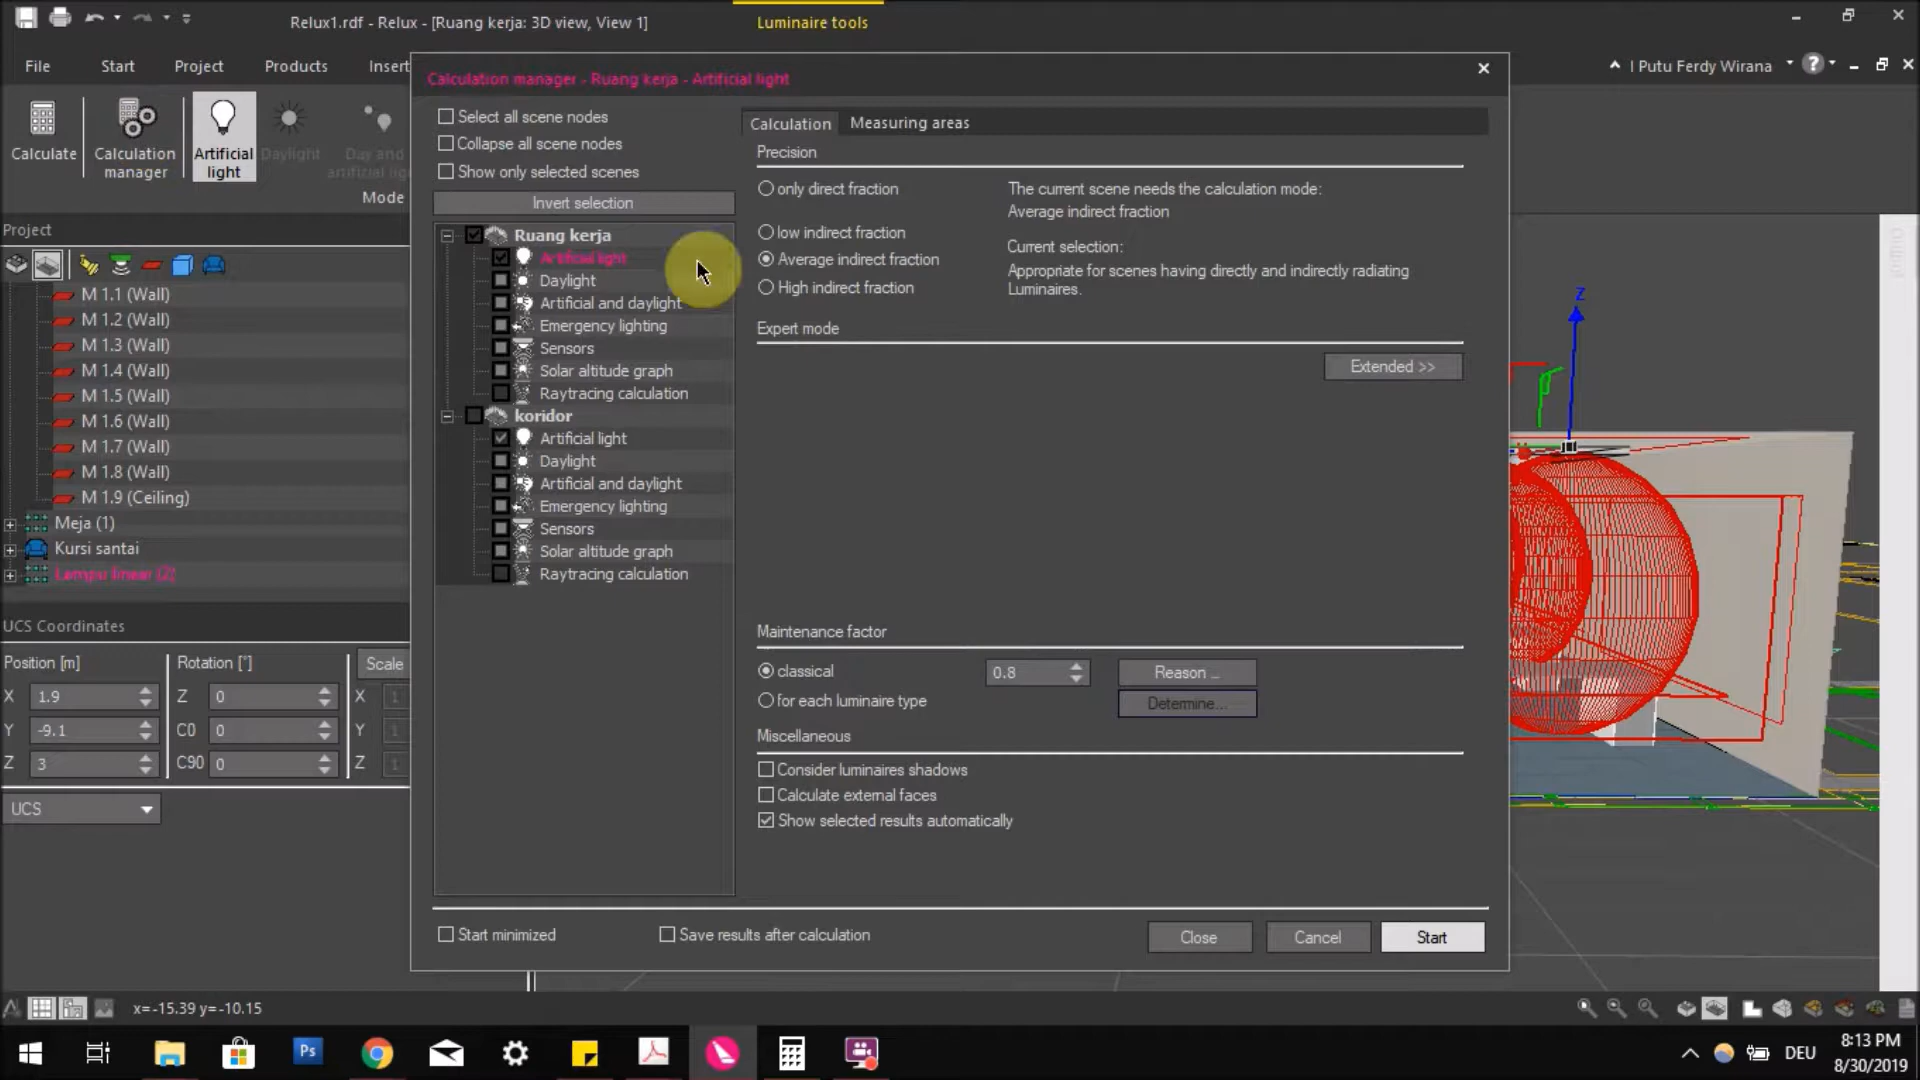 Relux1.rdf - Relux - [Ruang kerja: 3D view, View 1]
Luminaire tools
File
Start
Project
Products
Insert
I Putu Ferdy Wirana
Calculate
Calculation
manager
Artificial
light
Daylight
Day and
artificial lig
Mode
Calculation manager - Ruang kerja - Artificial light
Select all scene nodes
Collapse all scene nodes
Show only selected scenes
Invert selection
Ruang kerja
Artificial light
Daylight
Artificial and daylight
Emergency lighting
Sensors
Solar altitude graph
Raytracing calculation
koridor
Artificial light
Daylight
Artificial and daylight
Emergency lighting
Sensors
Solar altitude graph
Raytracing calculation
Calculation
Measuring areas
Precision
only direct fraction
low indirect fraction
Average indirect fraction
High indirect fraction
The current scene needs the calculation mode:
Average indirect fraction
Current selection:
Appropriate for scenes having directly and indirectly radiating
Luminaires.
Expert mode
Extended >>
Maintenance factor
classical
0.8
Reason ...
for each luminaire type
Determine...
Miscellaneous
Consider luminaires shadows
Calculate external faces
Show selected results automatically
Start minimized
Save results after calculation
Close
Cancel
Start
Project
M 1.1 (Wall)
M 1.2 (Wall)
M 1.3 (Wall)
M 1.4 (Wall)
M 1.5 (Wall)
M 1.6 (Wall)
M 1.7 (Wall)
M 1.8 (Wall)
M 1.9 (Ceiling)
Meja (1)
Kursi santai
Lampu linear (2)
UCS Coordinates
Position [m]
Rotation [°]
Scale
X 1.9
Z 0
X 1
Y -9.1
C0 0
Y 1
Z 3
C90 0
Z 1
UCS
Z
x=-15.39 y=-10.15
Ps
DEU
8:13 PM
8/30/2019